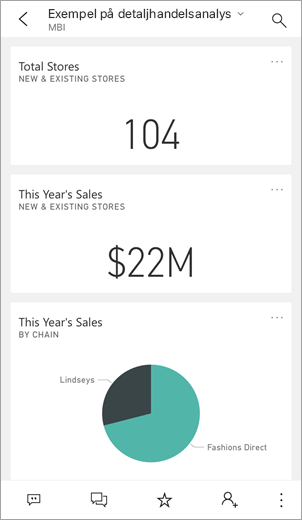 Exempel på detaljhandelsanalys
MBI
Total Stores
NEW & EXISTING STORES
104
This Year's Sales
NEW & EXISTING STORES
$22M
This Year's Sales
BY CHAIN
Lindseys
Fashions Direct